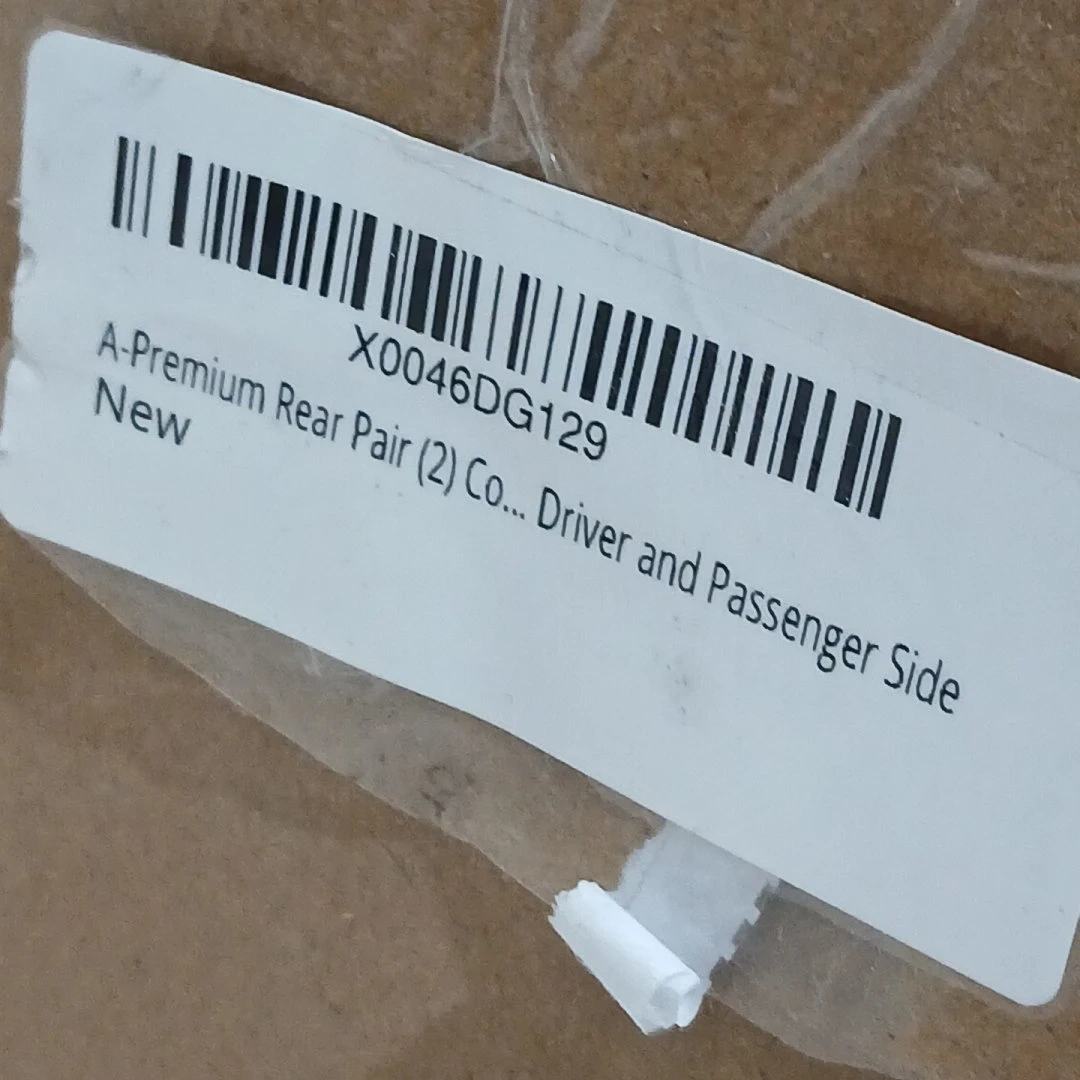 X0046DG129
A-Premium Rear Pair (2) Co... Driver and Passenger Side
New